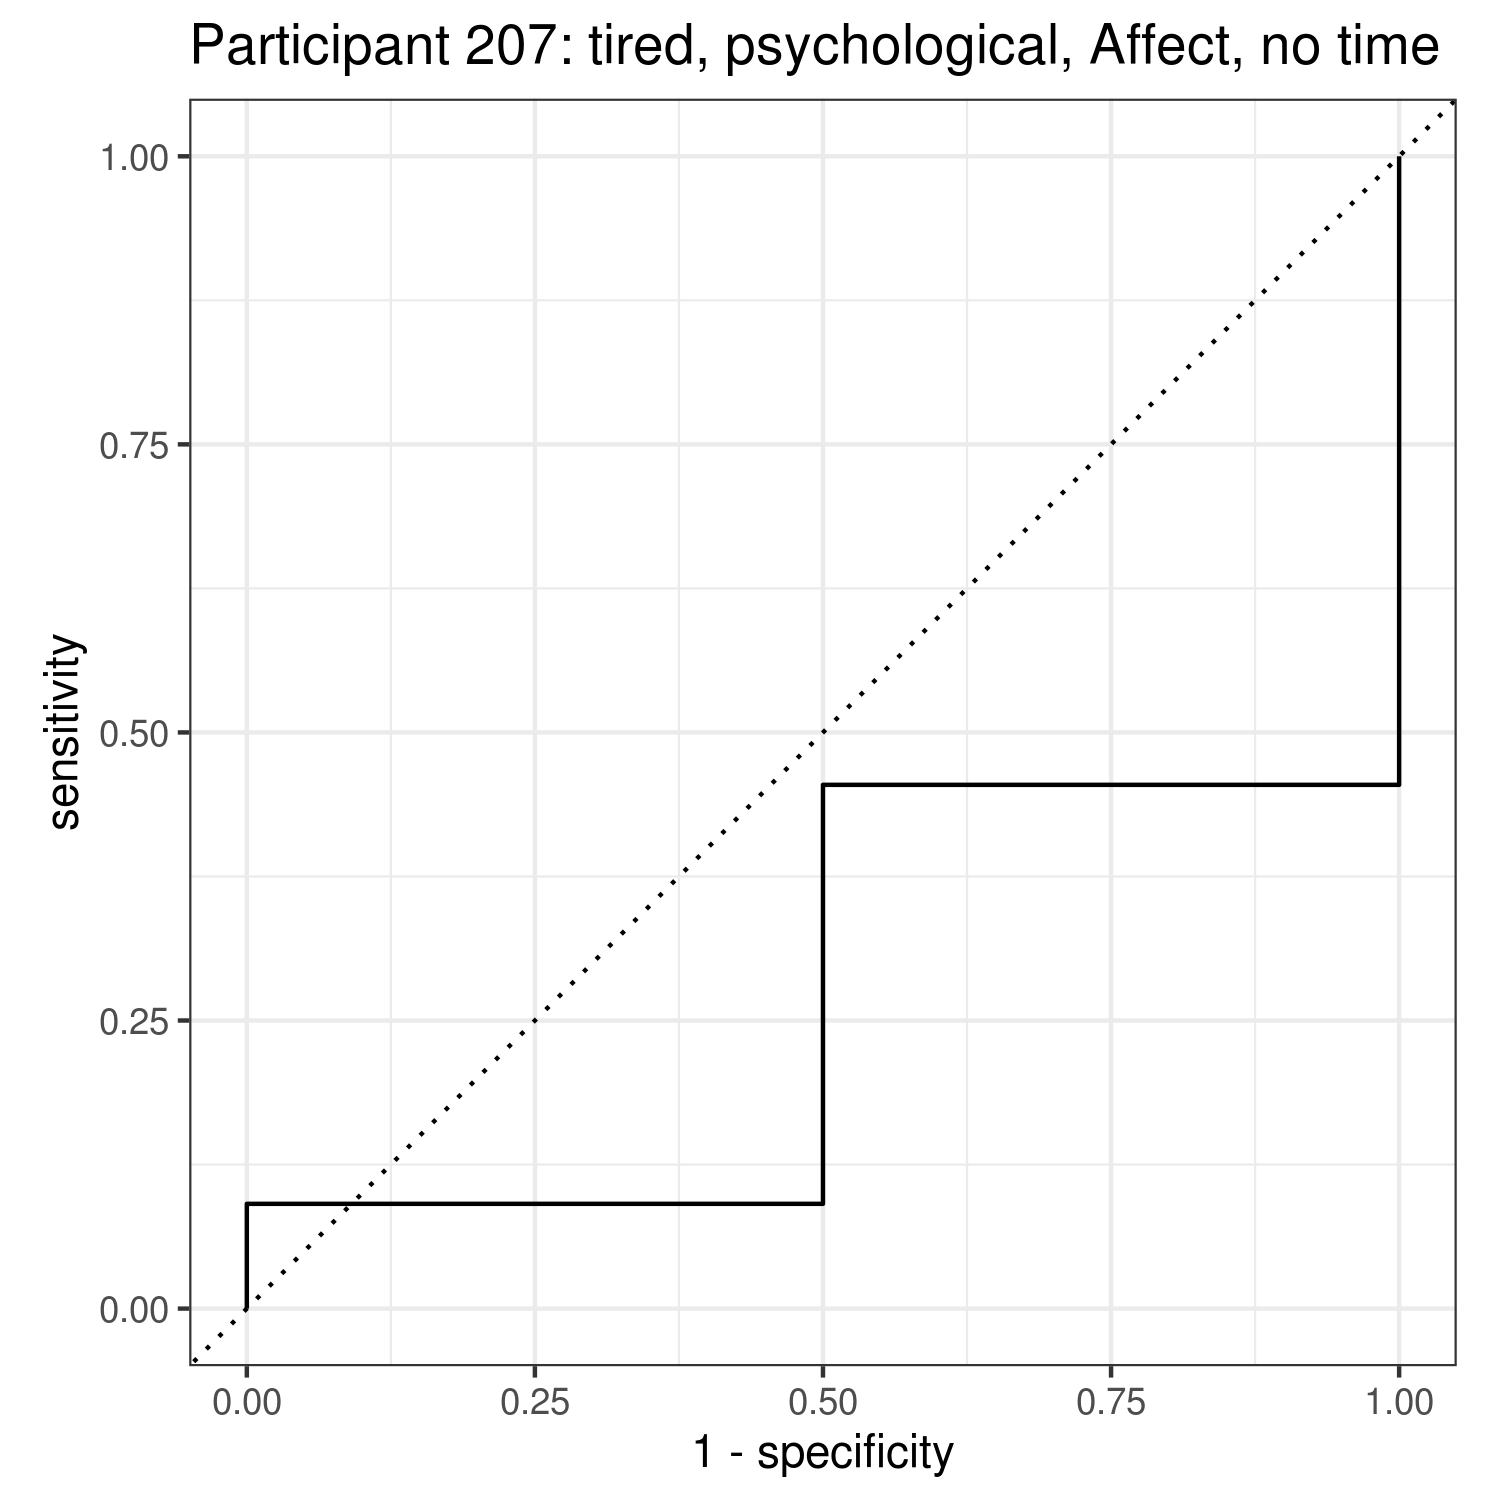 Participant 207: tired, psychological, Affect, no time
sensitivity
1.00
0.75
0.50
0.25
0.00
0.00 0.25 0.50 0.75 1.00
1 - specificity